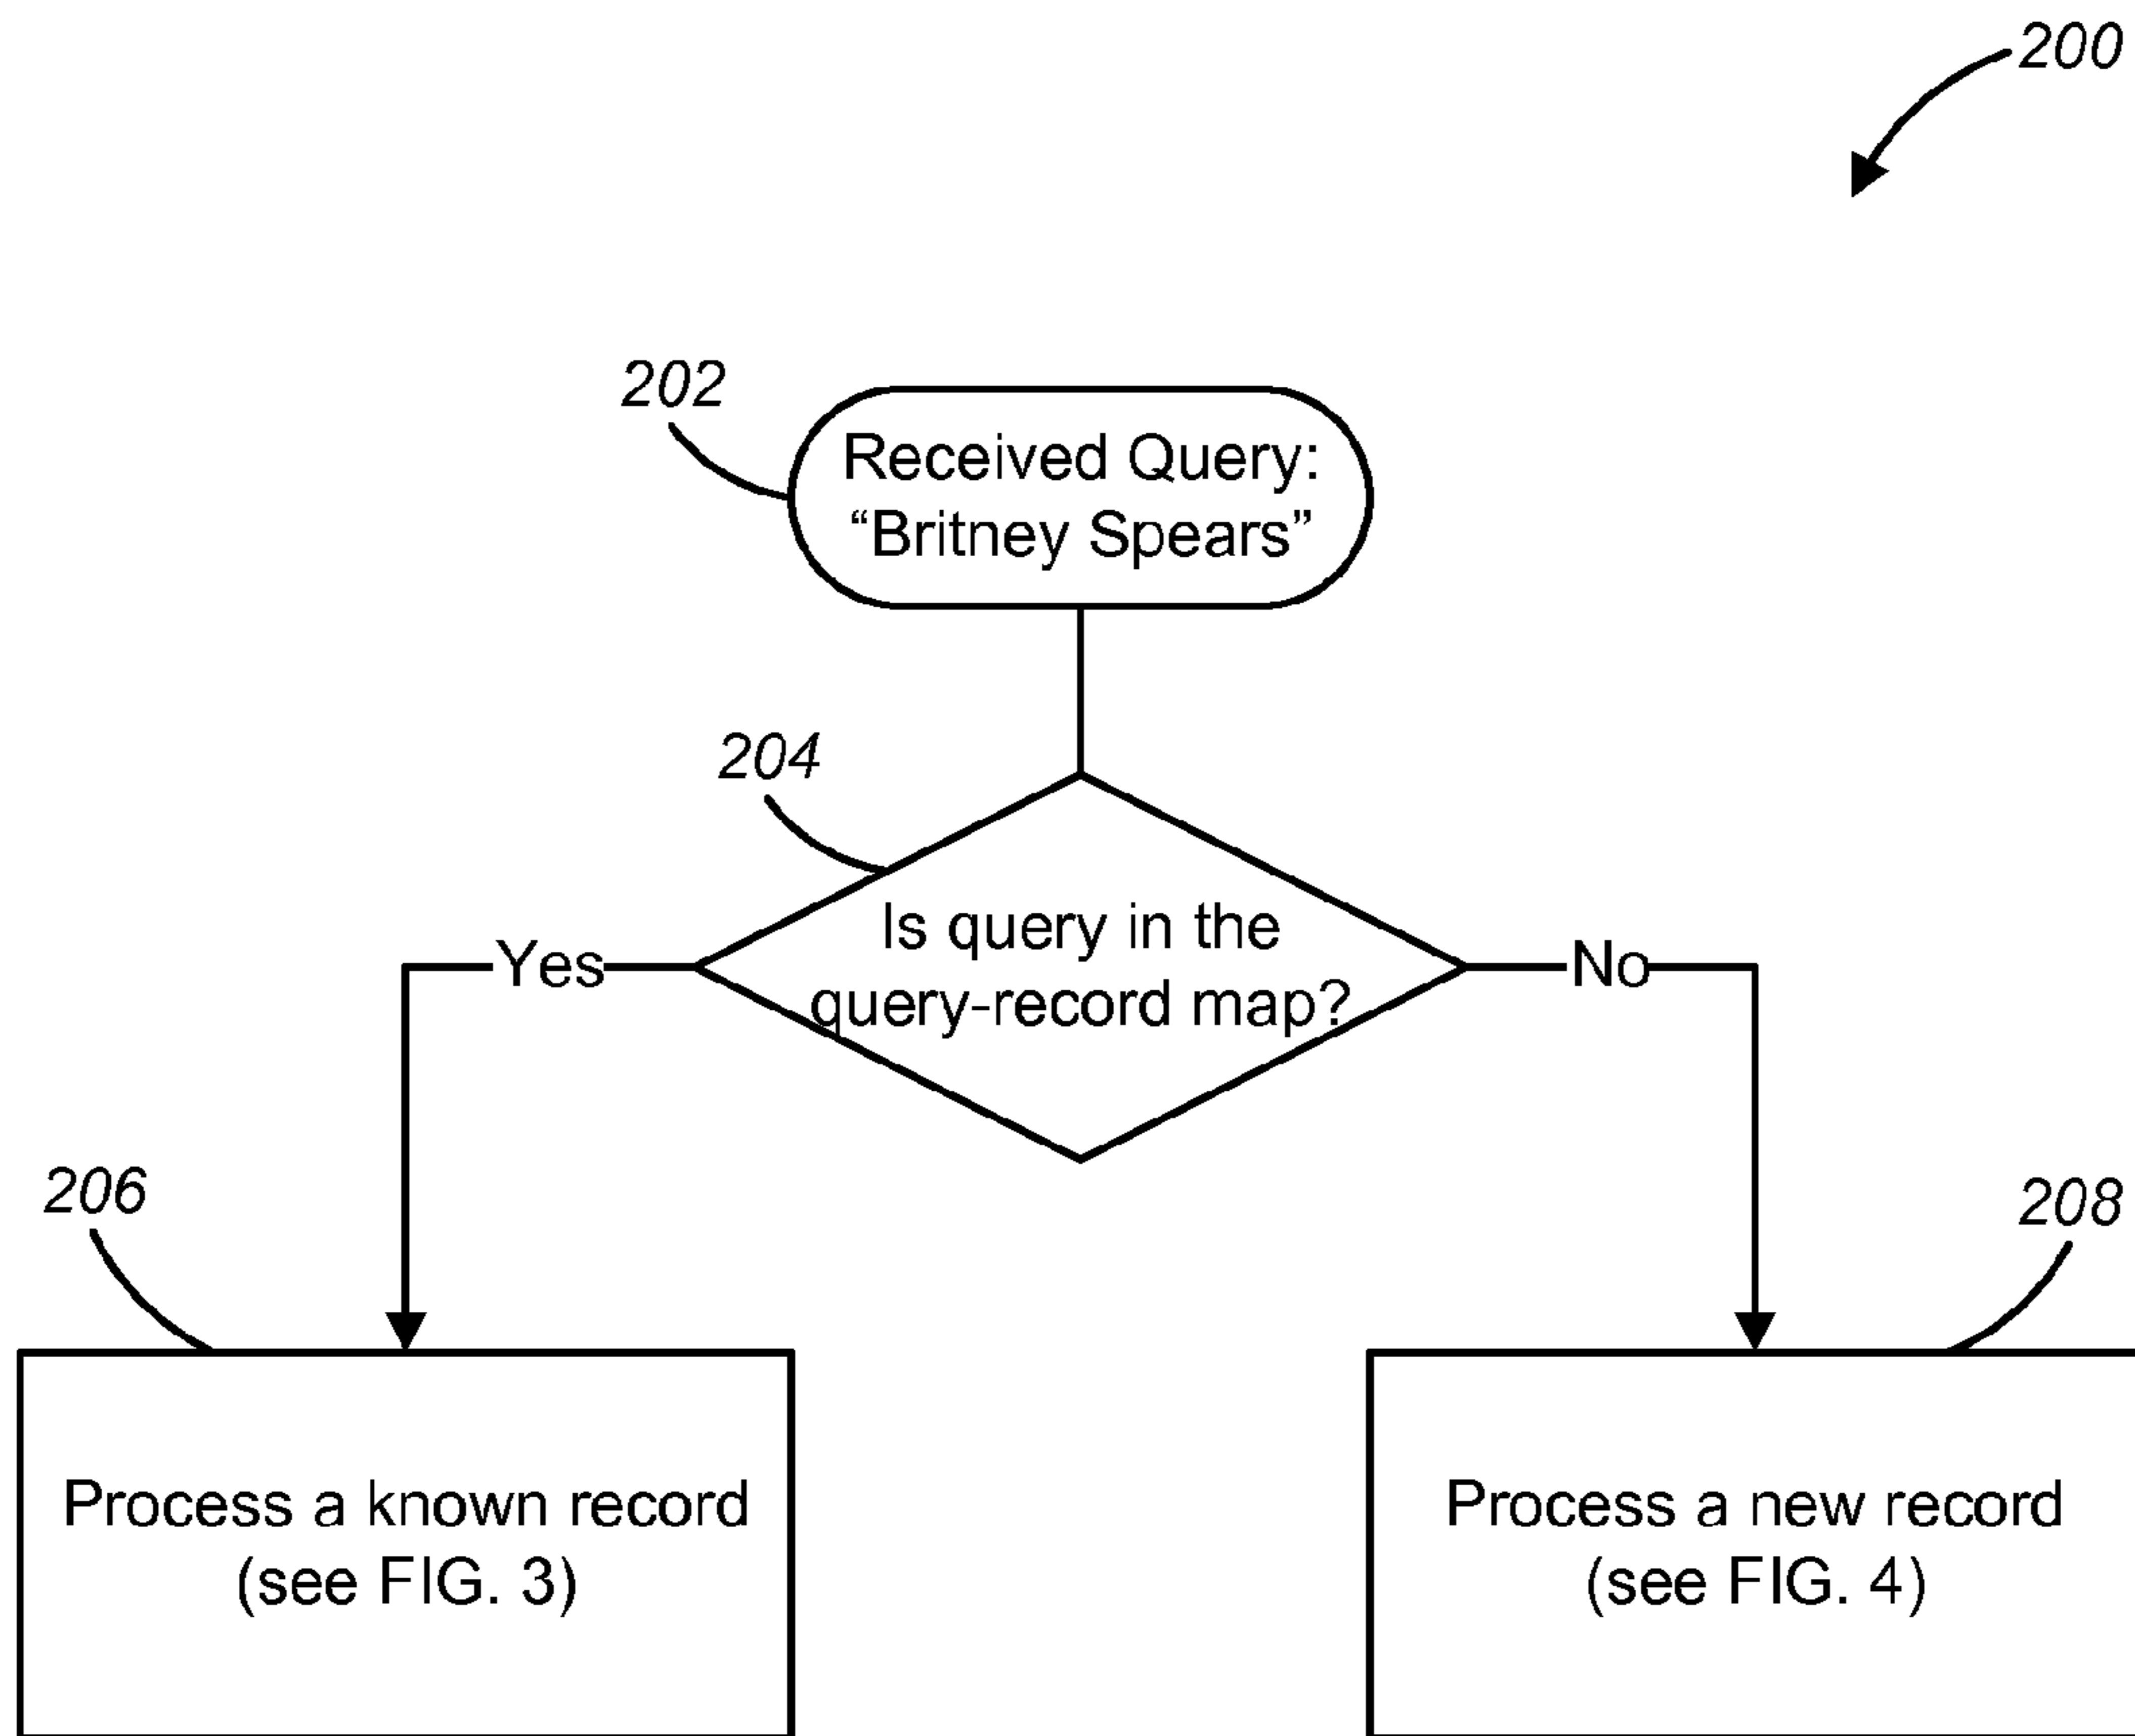 200
202
Received Query:
“Britney Spears”
204
Is query in the
query-record map?
Yes
No
206
208
Process a known record
(see FIG. 3)
Process a new record
(see FIG. 4)